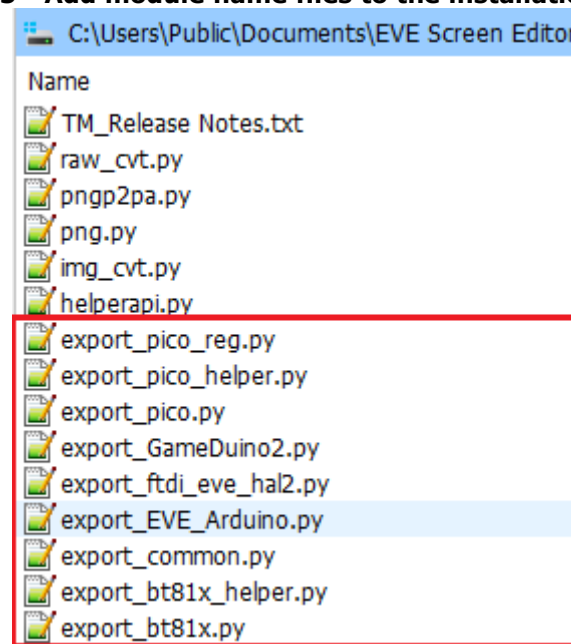 Add module name files to the
C:\Users\Public\Documents\EVE Screen Editor
Name
TM_Release Notes.txt
raw_cvt.py
pngp2pa.py
png.py
img_cvt.py
helperapi.py
export_pico_reg.py
export_pico_helper.py
export_pico.py
export_GameDuino2.py
export_ftdi_eve_hal2.py
export_EVE_Arduino.py
export_common.py
export_bt81x_helper.py
export_bt81x.py